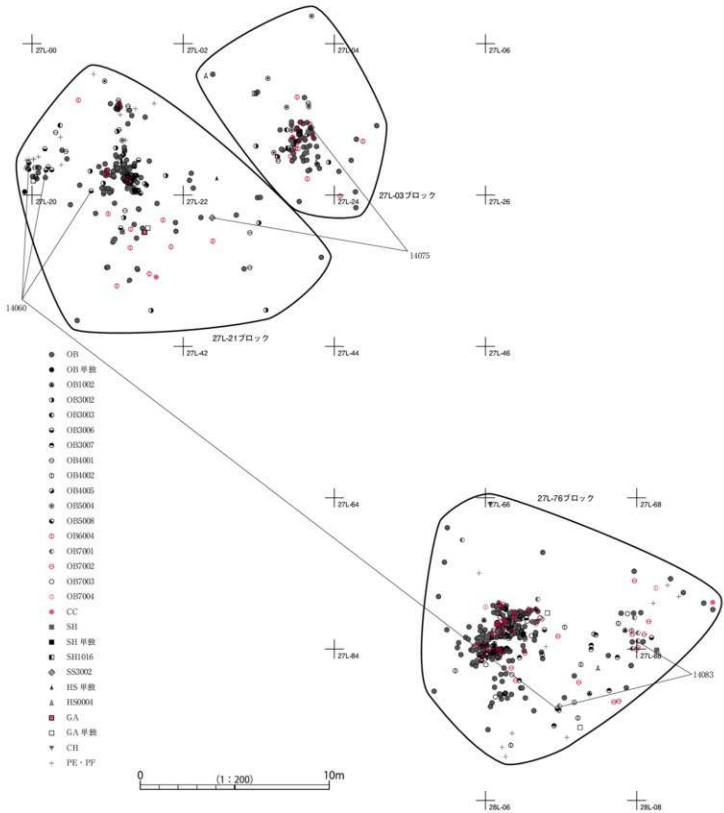 27L-00
27L-02
27L-04
27L-06
27L-03ブロック
27L-20
27L-22
27L-24
27L-26
14075
14060
27L-21ブロック
27L-42
27L-44
27L-46
OB
OB 単独
OB1002
OB3002
OB3003
OB3006
OB3007
OB4001
OB4002
OB4005
OB5004
OB5008
OB6004
OB7001
OB7002
OB7003
OB7004
CC
SH
SH 単独
SH1016
SS3002
HS 単独
HS0004
GA
GA 単独
CH
PE・PF
27L-64
27L-76ブロック
27L-66
27L-68
27L-84
27L-88
14083
0
(1:200)
10m
28L-06
28L-08